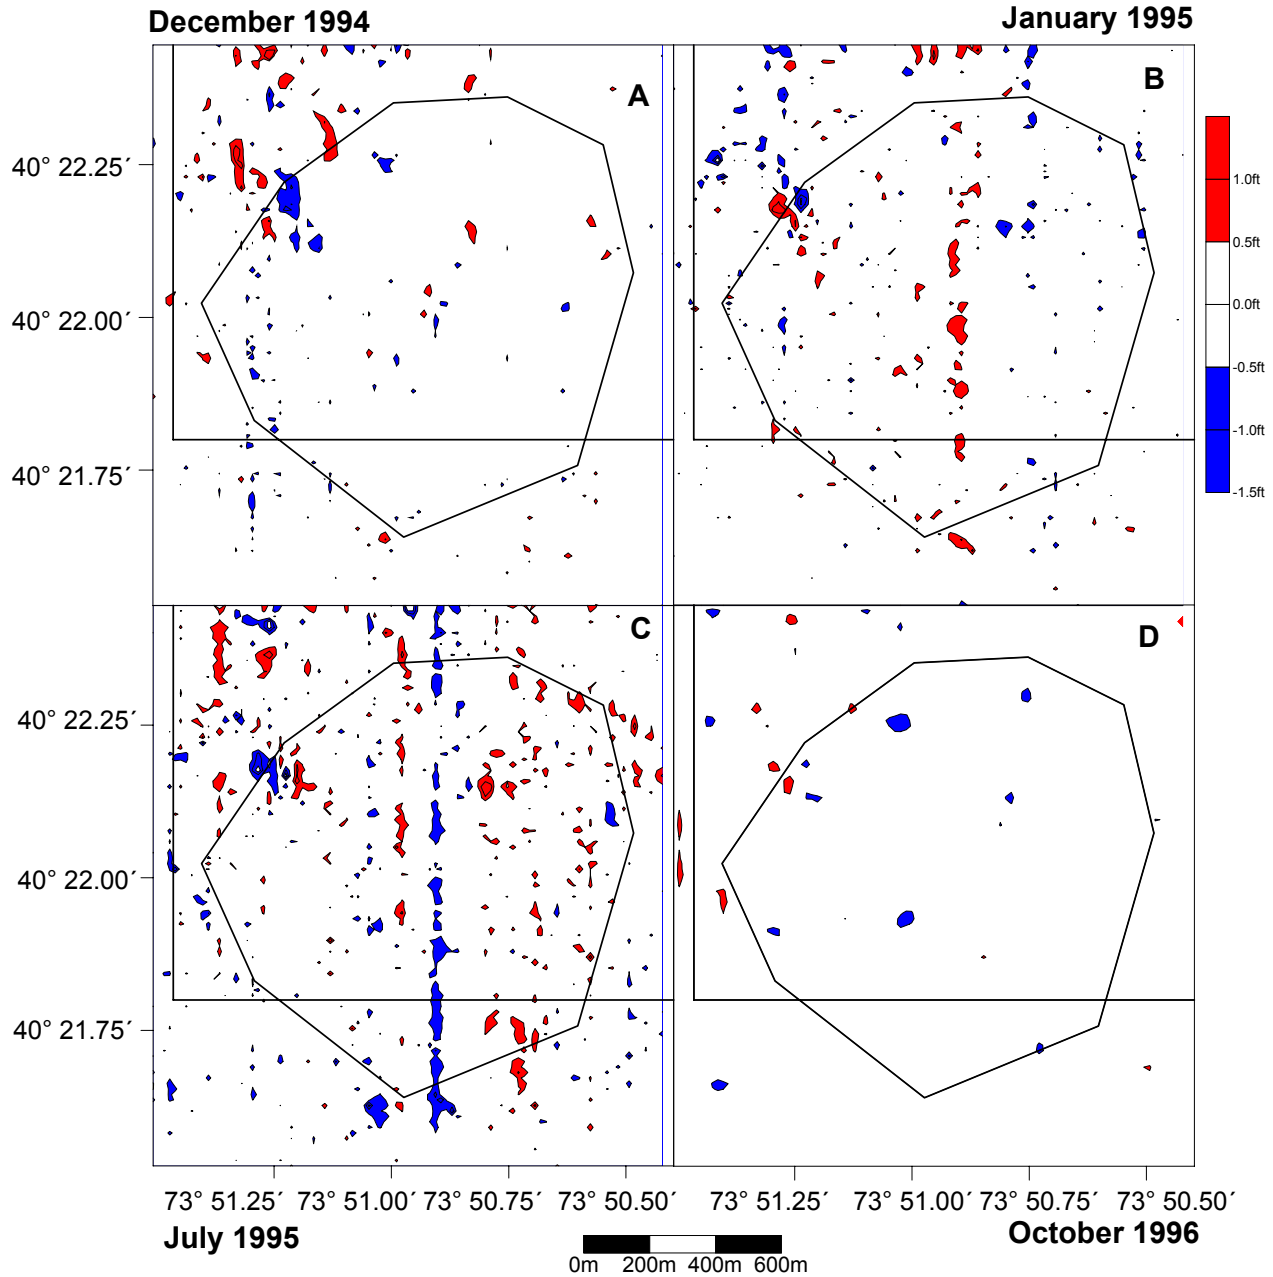 December 1994
January 1995
A
B
40° 22.25´
40° 22.00´
40° 21.75´
1.0ft
0.5ft
0.0ft
-0.5ft
-1.0ft
-1.5ft
C
D
40° 22.25´
40° 22.00´
40° 21.75´
73° 51.25´ 73° 51.00´ 73° 50.75´ 73° 50.50´
73° 51.25´ 73° 51.00´ 73° 50.75´ 73° 50.50´
July 1995
October 1996
0m 200m 400m 600m